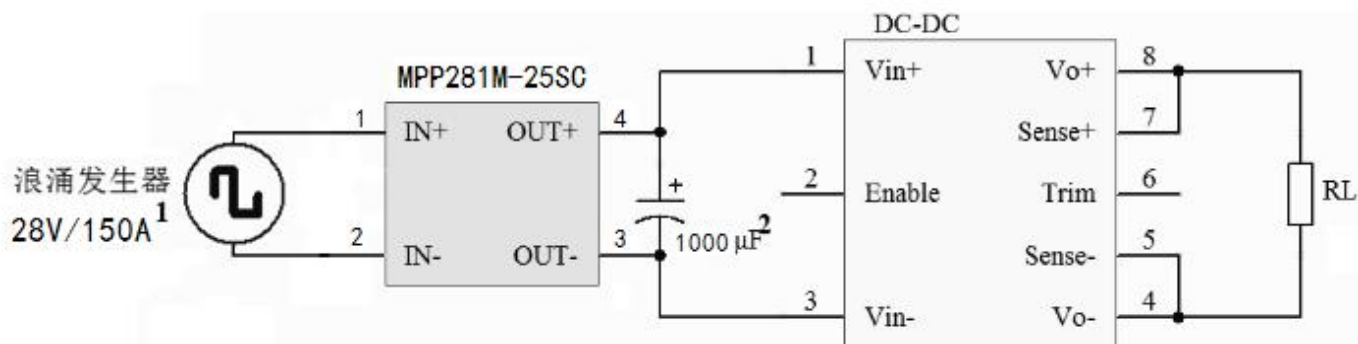 DC-DC
MPP281M-25SC
1 Vin+ Vo+ 8
1 IN+ OUT+ 4
Sense+ 7
浪涌发生器
28V/150A1
+
2 Enable Trim 6
RL
2 IN- OUT- 3
1000 μF2
Sense- 5
3 Vin- Vo- 4